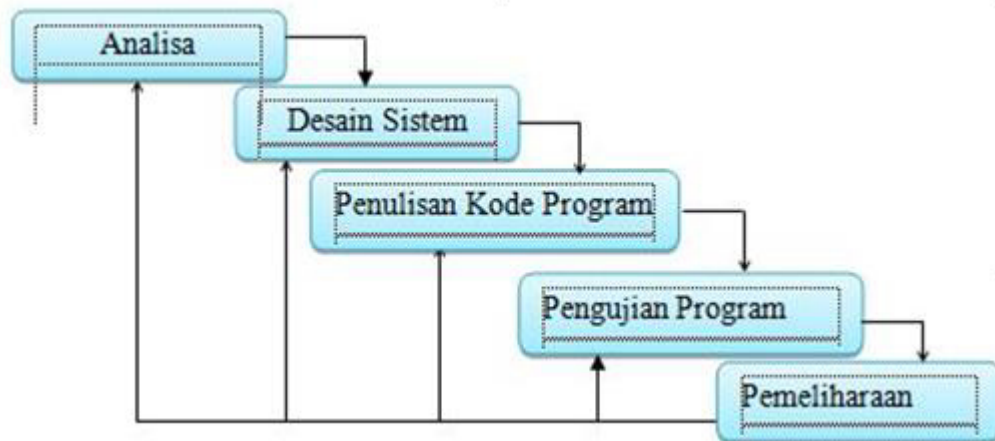 Analisa
Desain Sistem
Penulisan Kode Program
Pengujian Program
Pemeliharaan